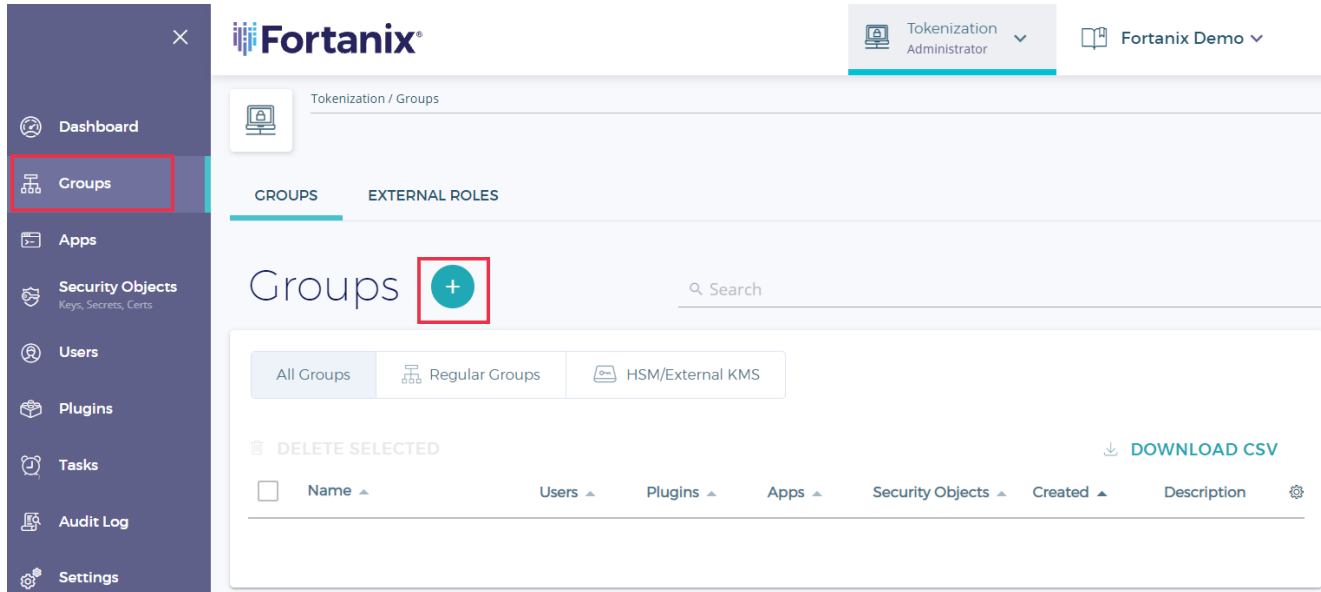 Fortanix®
Tokenization
Administrator
Fortanix Demo
Tokenization / Groups
Dashboard
Groups
Apps
Security Objects
Keys, Secrets, Certs
Users
Plugins
Tasks
Audit Log
Settings
GROUPS EXTERNAL ROLES
Groups +
Search
All Groups Regular Groups HSM/External KMS
DELETE SELECTED DOWNLOAD CSV
Name Users Plugins Apps Security Objects Created Description